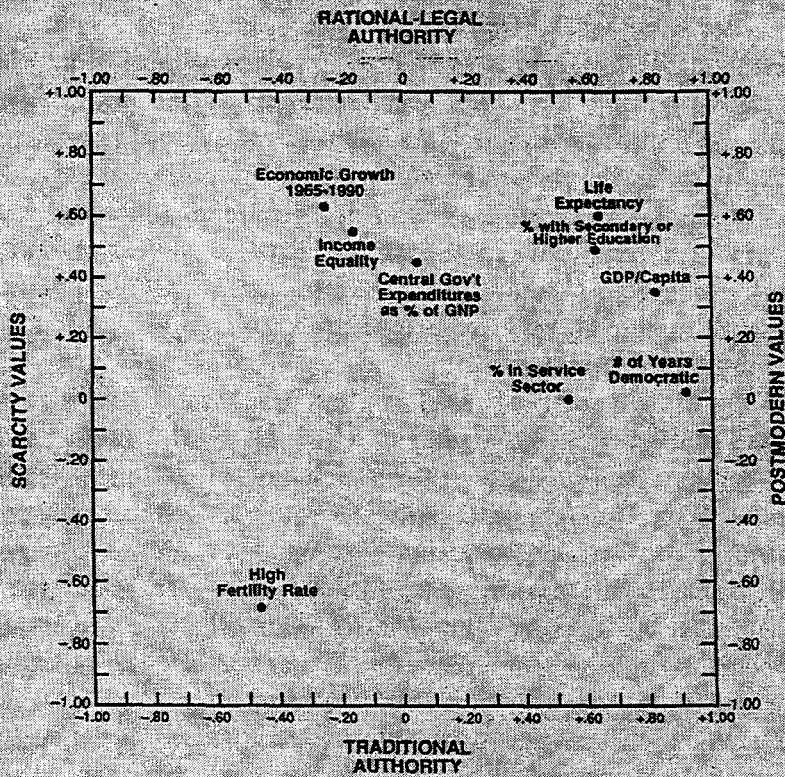 RATIONAL-LEGAL
AUTHORITY
-1.00 -.80 -.60 -.40 -.20 0 +.20 +.40 +.60 +.80 +1.00
+1.00 +1.00
Economic Growth
1965-1990
+.80 +.80
Life
Expectancy
+.60 +.60
% with Secondary or
Higher Education
Income
Equality
+.40 +.40
GDP/Capita
Central Gov't
Expenditures
as % of GNP
+.20 +.20
% in Service
Sector
# of Years
Democratic
0 0
-.20 -.20
-.40 -.40
High
Fertility Rate
-.60 -.60
-.80 -.80
-1.00 -1.00
-1.00 -.80 -.60 -.40 -.20 0 +.20 +.40 +.60 +.80 +1.00
TRADITIONAL
AUTHORITY
SCARCITY VALUES
POSTMODERN VALUES